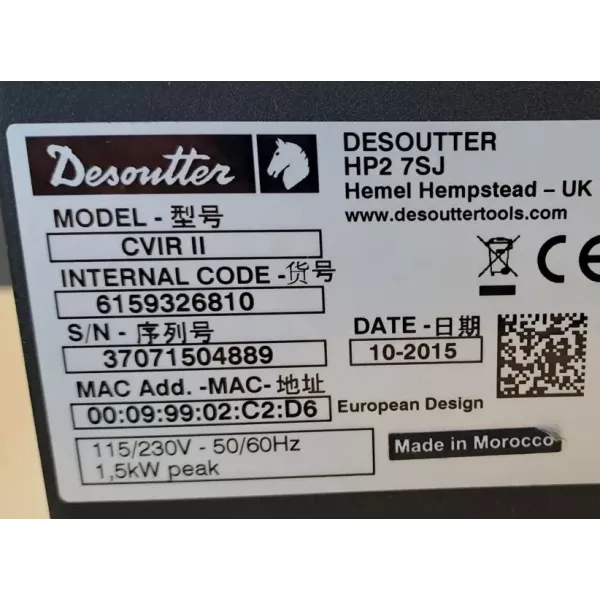 Desoutter
DESOUTTER
HP2 7SJ
Hemel Hempstead – UK
www.desouttertools.com
MODEL - 型号
CVIR II
INTERNAL CODE -货号
6159326810
S/N - 序列号
37071504889
DATE -日期
10-2015
MAC Add. -MAC- 地址
00:09:99:02:C2:D6
European Design
115/230V - 50/60Hz
1,5kW peak
Made in Morocco
CE